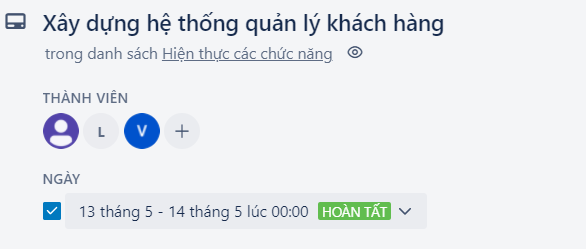 Xây dựng hệ thống quản lý khách hàng
trong danh sách Hiện thực các chức năng
THÀNH VIÊN
L
V
NGÀY
13 tháng 5 - 14 tháng 5 lúc 00:00 HOÀN TẤT